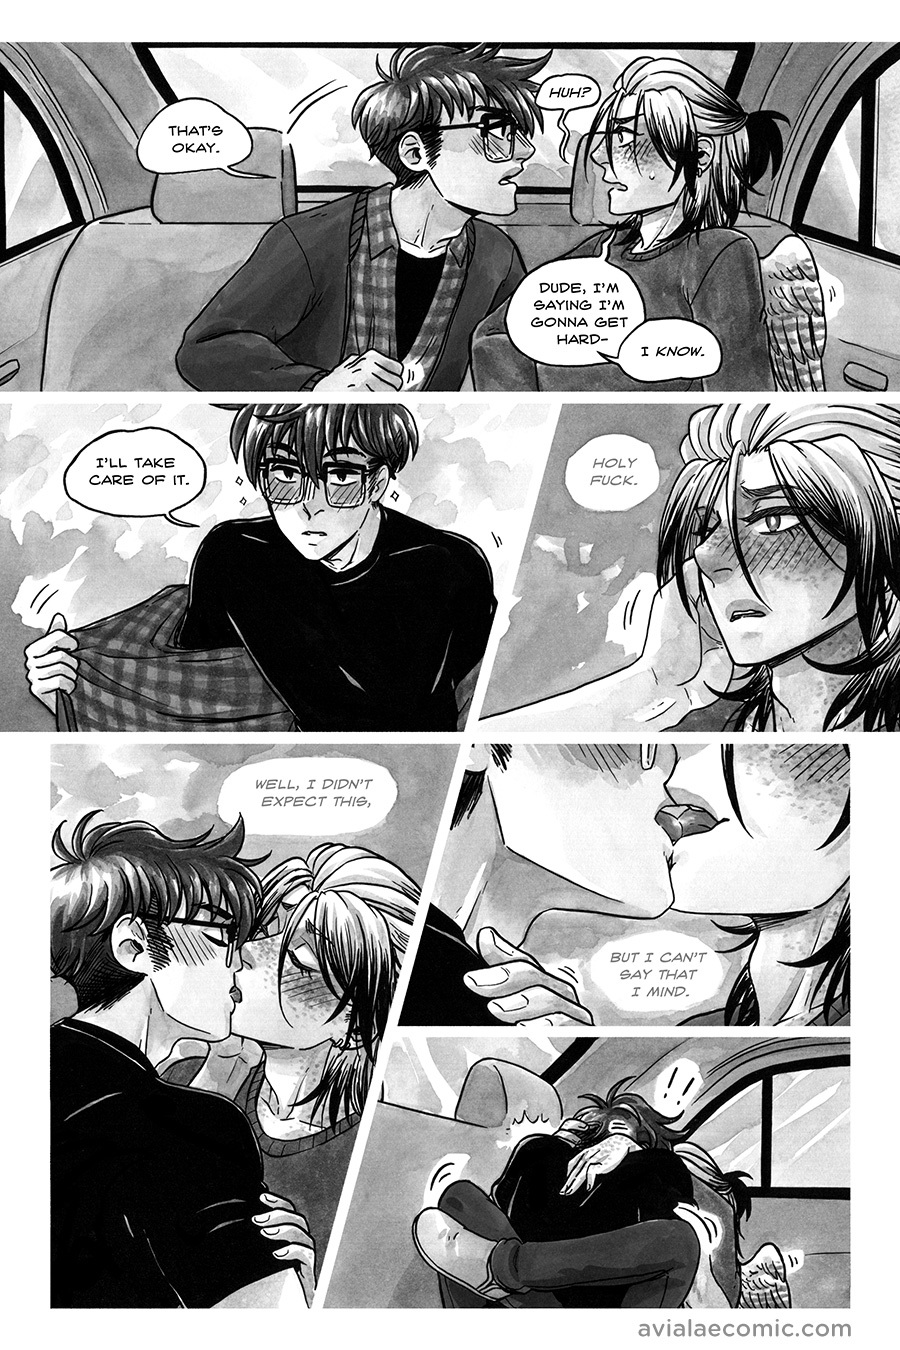 THAT'S
OKAY.
HUH?
DUDE, I'M
SAYING I'M
GONNA GET
HARD-
I KNOW.
I'LL TAKE
CARE OF IT.
HOLY
FUCK.
WELL, I DIDN'T
EXPECT THIS,
BUT I CAN'T
SAY THAT
I MIND.
!!
avialaecomic.com